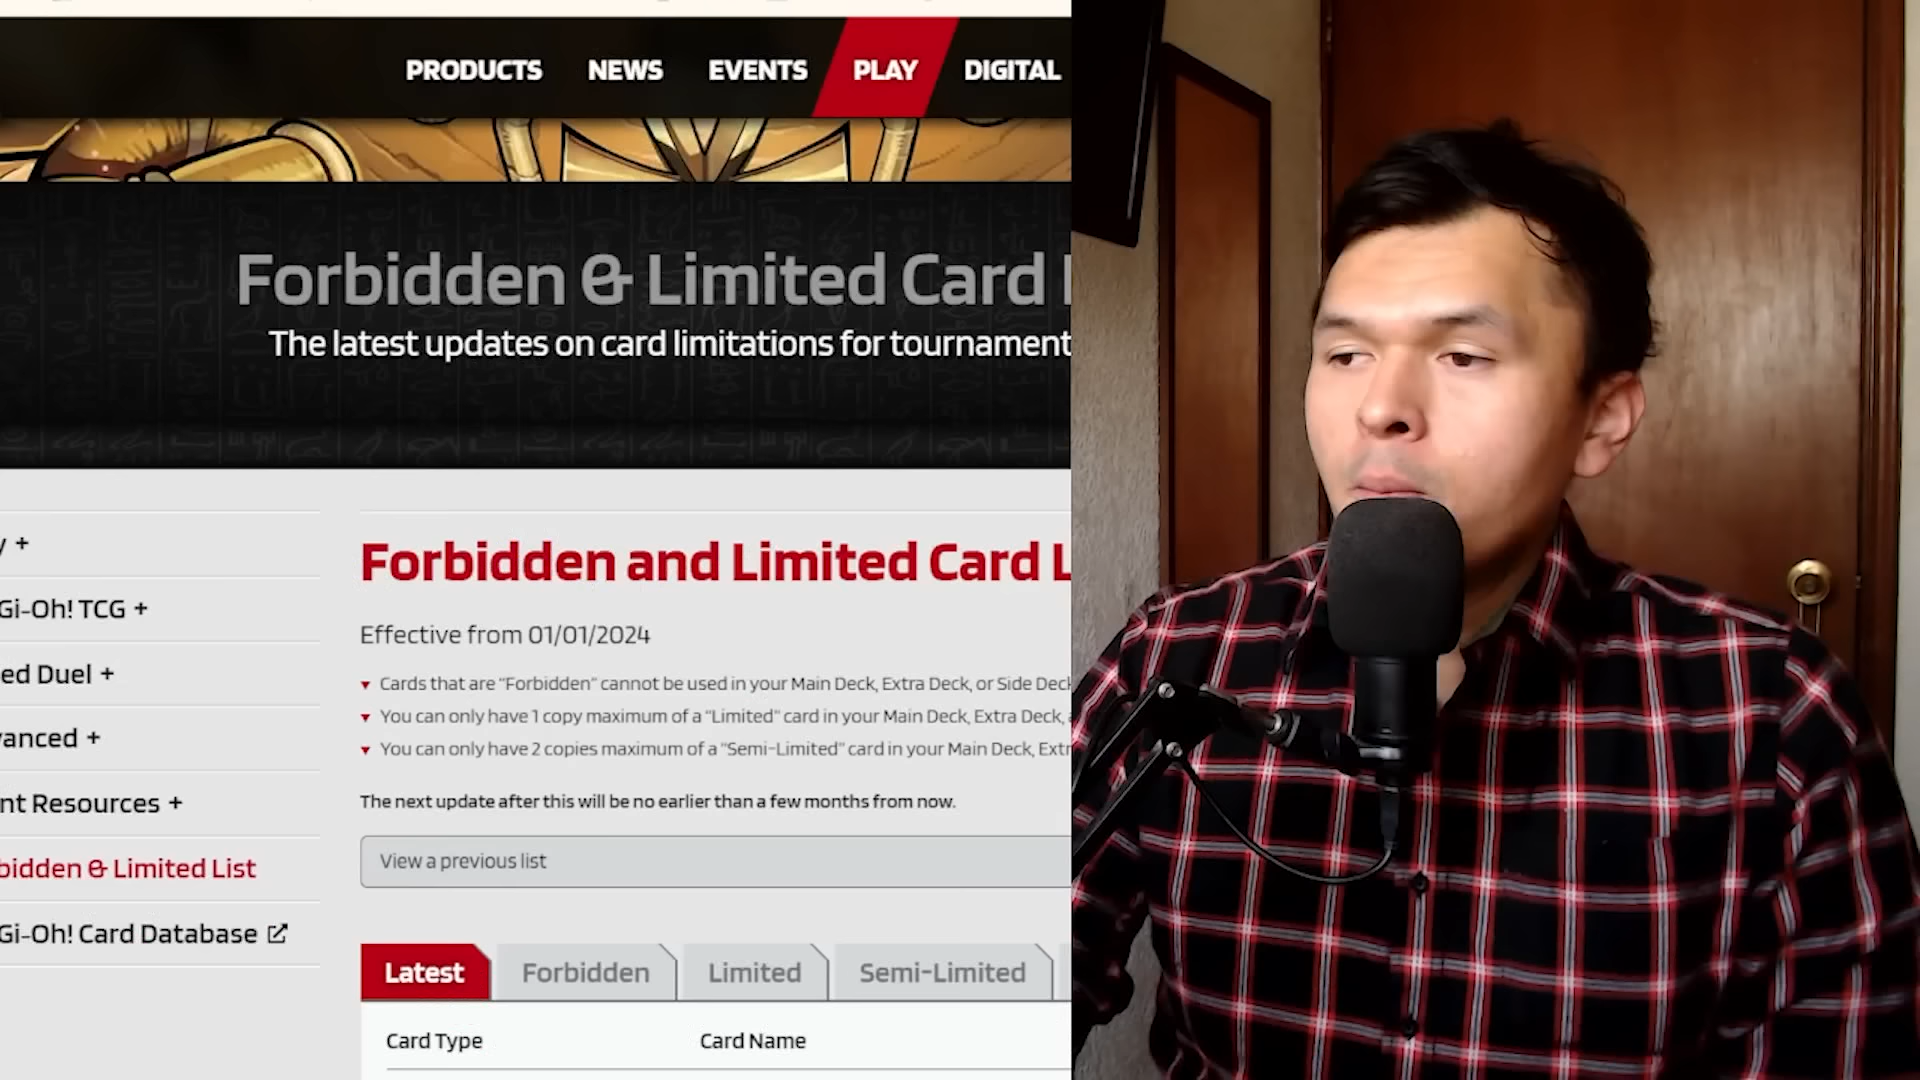 PRODUCTS NEWS EVENTS PLAY DIGITAL
Forbidden & Limited Card
The latest updates on card limitations for tournament
Forbidden and Limited Card L
Effective from 01/01/2024
Cards that are "Forbidden" cannot be used in your Main Deck, Extra Deck, or Side Deck
You can only have 1 copy maximum of a "Limited" card in your Main Deck, Extra Deck,
You can only have 2 copies maximum of a "Semi-Limited" card in your Main Deck, Extr
The next update after this will be no earlier than a few months from now.
View a previous list
y +
Gi-Oh! TCG +
ed Duel +
vanced +
nt Resources +
bidden & Limited List
Gi-Oh! Card Database
Latest Forbidden Limited Semi-Limited
Card Type Card Name